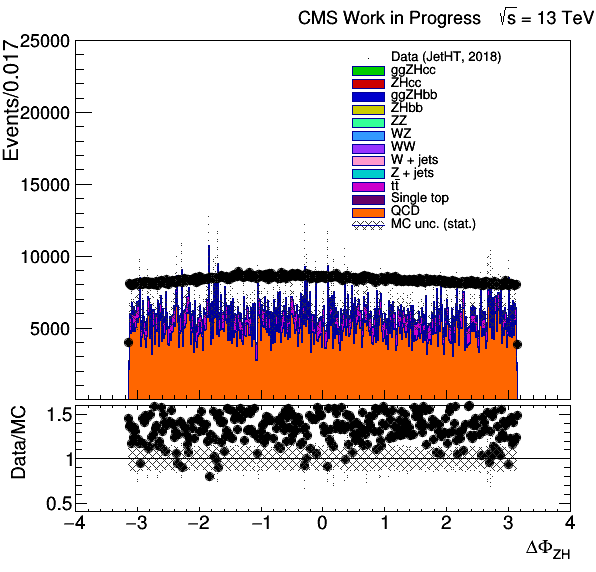 CMS Work in Progress √s = 13 TeV
Events/0.017
25000
20000
15000
10000
5000
Data (JetHT, 2018)
ggZHcc
ZHcc
ggZHbb
ZHbb
ZZ
WZ
WW
W + jets
Z + jets
tt̄
Single top
QCD
MC unc. (stat.)
Data/MC
1.5
1
0.5
−4 −3 −2 −1 0 1 2 3 4
ΔΦZH